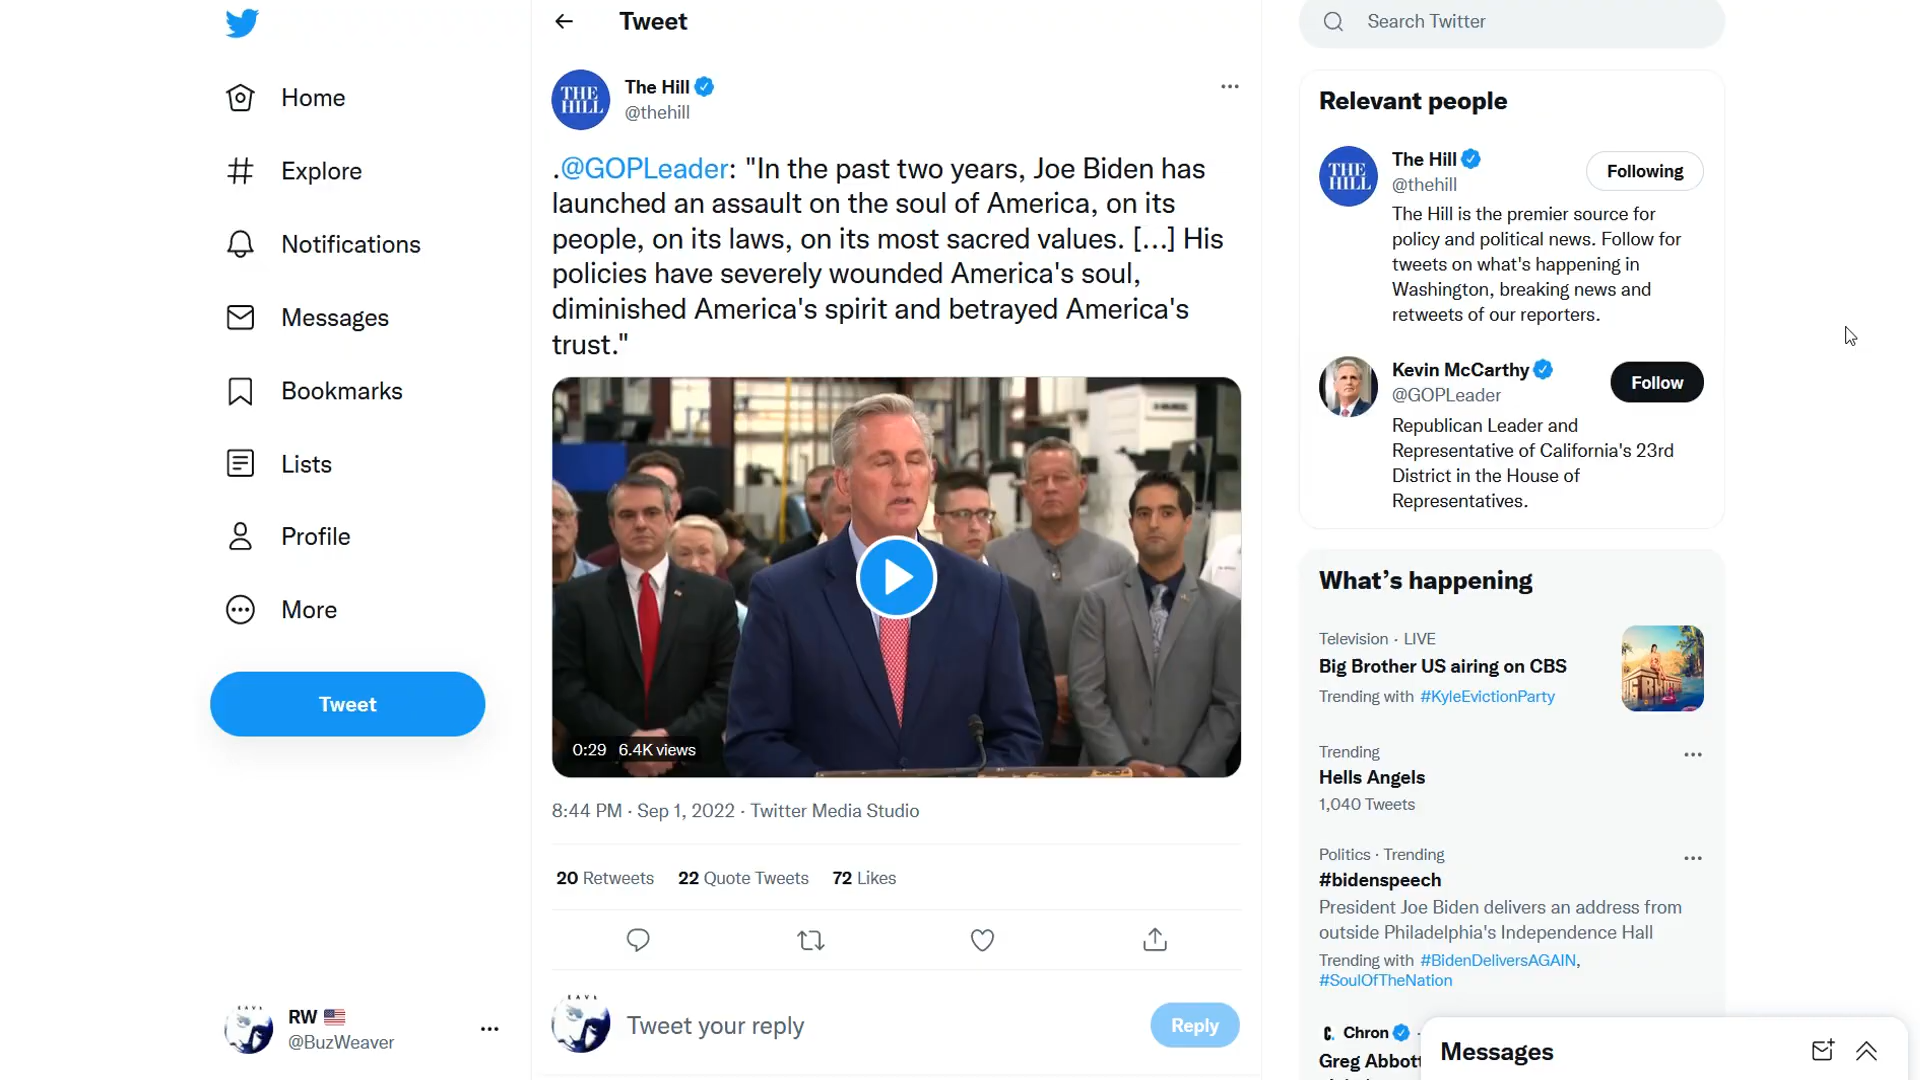 Tweet
Search Twitter
Home
Explore
Notifications
Messages
Bookmarks
Lists
Profile
More
Tweet
RW
@BuzWeaver
THE HILL
The Hill
@thehill
.@GOPLeader: "In the past two years, Joe Biden has
launched an assault on the soul of America, on its
people, on its laws, on its most sacred values. [...] His
policies have severely wounded America's soul,
diminished America's spirit and betrayed America's
trust."
0:29 6.4K views
8:44 PM · Sep 1, 2022 · Twitter Media Studio
20 Retweets 22 Quote Tweets 72 Likes
Tweet your reply
Reply
Relevant people
THE HILL
The Hill
@thehill
Following
The Hill is the premier source for
policy and political news. Follow for
tweets on what's happening in
Washington, breaking news and
retweets of our reporters.
Kevin McCarthy
@GOPLeader
Follow
Republican Leader and
Representative of California's 23rd
District in the House of
Representatives.
What's happening
Television · LIVE
Big Brother US airing on CBS
Trending with #KyleEvictionParty
Trending
Hells Angels
1,040 Tweets
Politics · Trending
#bidenspeech
President Joe Biden delivers an address from
outside Philadelphia's Independence Hall
Trending with #BidenDeliversAGAIN,
#SoulOfTheNation
Chron
Greg Abbott
Messages